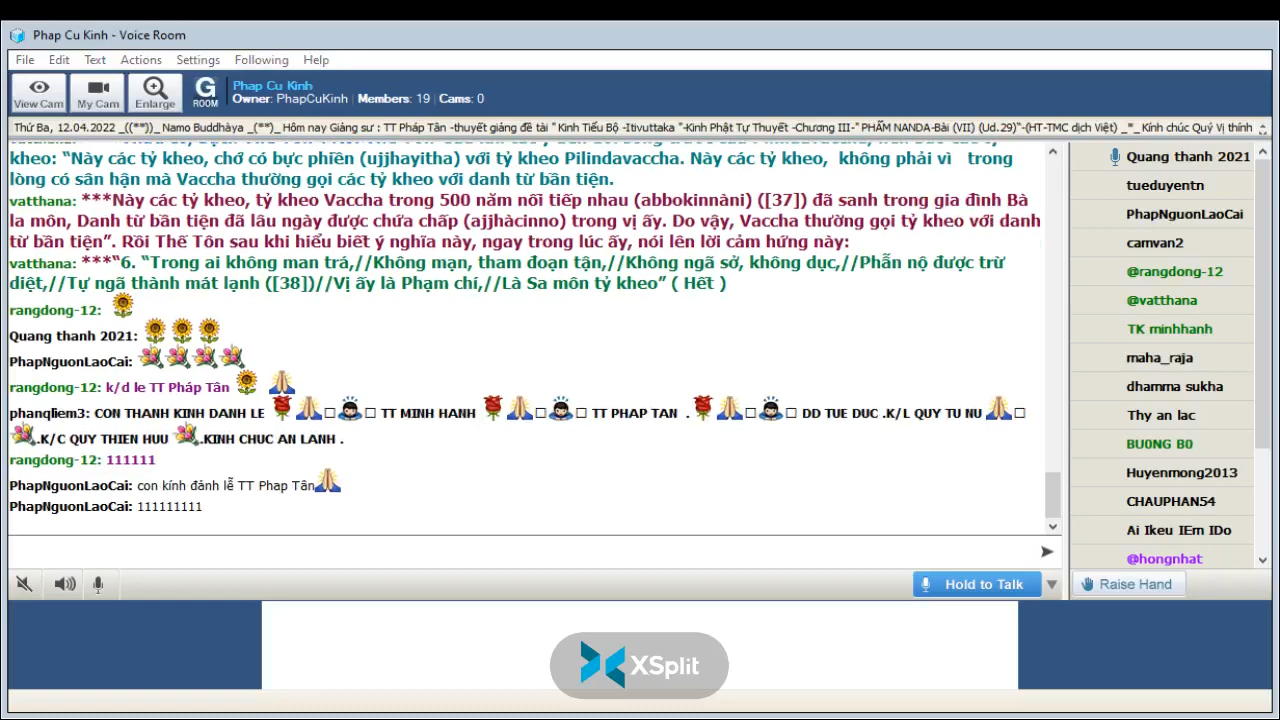 Phap Cu Kinh - Voice Room
File Edit Text Actions Settings Following Help
View Cam
My Cam
Enlarge
G ROOM
Phap Cu Kinh
Owner: PhapCuKinh | Members: 19 | Cams: 0
Thứ Ba, 12.04.2022 _((**))_ Namo Buddhàya _(**)_ Hôm nay Giảng sư : TT Pháp Tân -thuyết giảng đề tài " Kinh Tiểu Bộ -Itivuttaka "-Kinh Phật Tự Thuyết -Chương III-" PHẨM NANDA-Bài (VII) (Ud.29)"-(HT-TMC dịch Việt) _*_ Kính chúc Quý Vị thính
kheo: “Này các tỷ kheo, chớ có bực phiền (ujjhayitha) với tỷ kheo Pilindavaccha. Này các tỷ kheo, không phải vì trong
lòng có sân hận mà Vaccha thường gọi các tỷ kheo với danh từ bần tiện.
vatthana: ***Này các tỷ kheo, tỷ kheo Vaccha trong 500 năm nối tiếp nhau (abbokinnàni) ([37]) đã sanh trong gia đình Bà
la môn, Danh từ bần tiện đã lâu ngày được chứa chấp (ajjhàcinno) trong vị ấy. Do vậy, Vaccha thường gọi tỷ kheo với danh
từ bần tiện”. Rồi Thế Tôn sau khi hiểu biết ý nghĩa này, ngay trong lúc ấy, nói lên lời cảm hứng này:
vatthana: ***“6. “Trong ai không man trá,//Không mạn, tham đoạn tận,//Không ngã sở, không dục,//Phẫn nộ được trừ
diệt,//Tự ngã thành mát lạnh ([38])//Vị ấy là Phạm chí,//Là Sa môn tỷ kheo” ( Hết )
rangdong-12:
Quang thanh 2021:
PhapNguonLaoCai:
rangdong-12: k/d le TT Pháp Tân
phanqliem3: CON THANH KINH DANH LE TT MINH HANH TT PHAP TAN . DD TUE DUC .K/L QUY TU NU
.K/C QUY THIEN HUU .KINH CHUC AN LANH .
rangdong-12: 111111
PhapNguonLaoCai: con kính đảnh lễ TT Phap Tân
PhapNguonLaoCai: 111111111
Quang thanh 2021
tueduyentn
PhapNguonLaoCai
camvan2
@rangdong-12
@vatthana
TK minhhanh
maha_raja
dhamma sukha
Thy an lac
BU0NG B0
Huyenmong2013
CHAUPHAN54
Ai Ikeu IEm IDo
@hongnhat
Hold to Talk
Raise Hand
XSplit